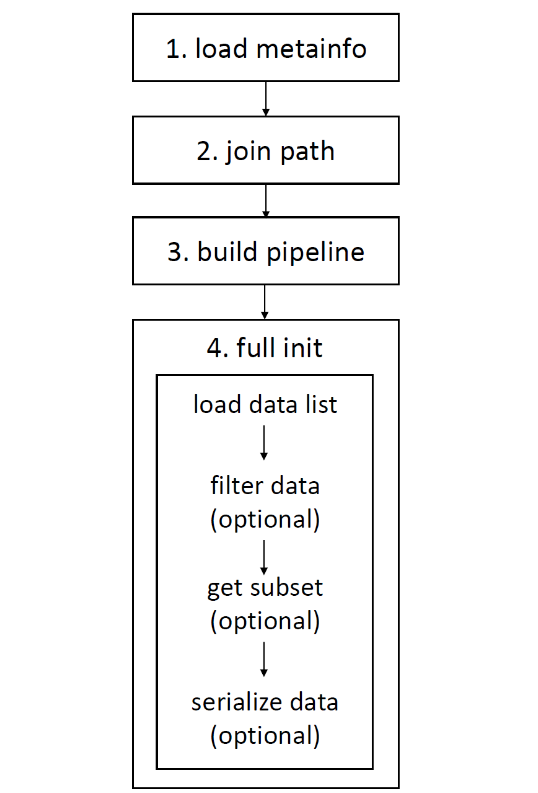 1. load metainfo
2. join path
3. build pipeline
4. full init
load data list
filter data
(optional)
get subset
(optional)
serialize data
(optional)